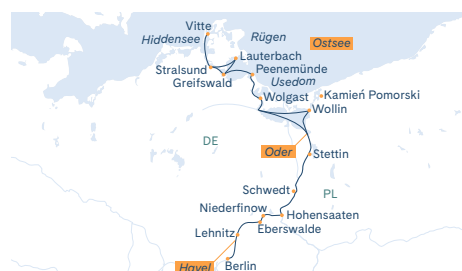 Vitte
Rügen
Hiddensee
Ostsee
Lauterbach
Stralsund
Peenemünde
Greifswald
Usedom
Wolgast
Kamień Pomorski
Wollin
DE
Oder
Stettin
Schwedt
PL
Niederfinow
Hohensaaten
Eberswalde
Lehnitz
Havel
Berlin